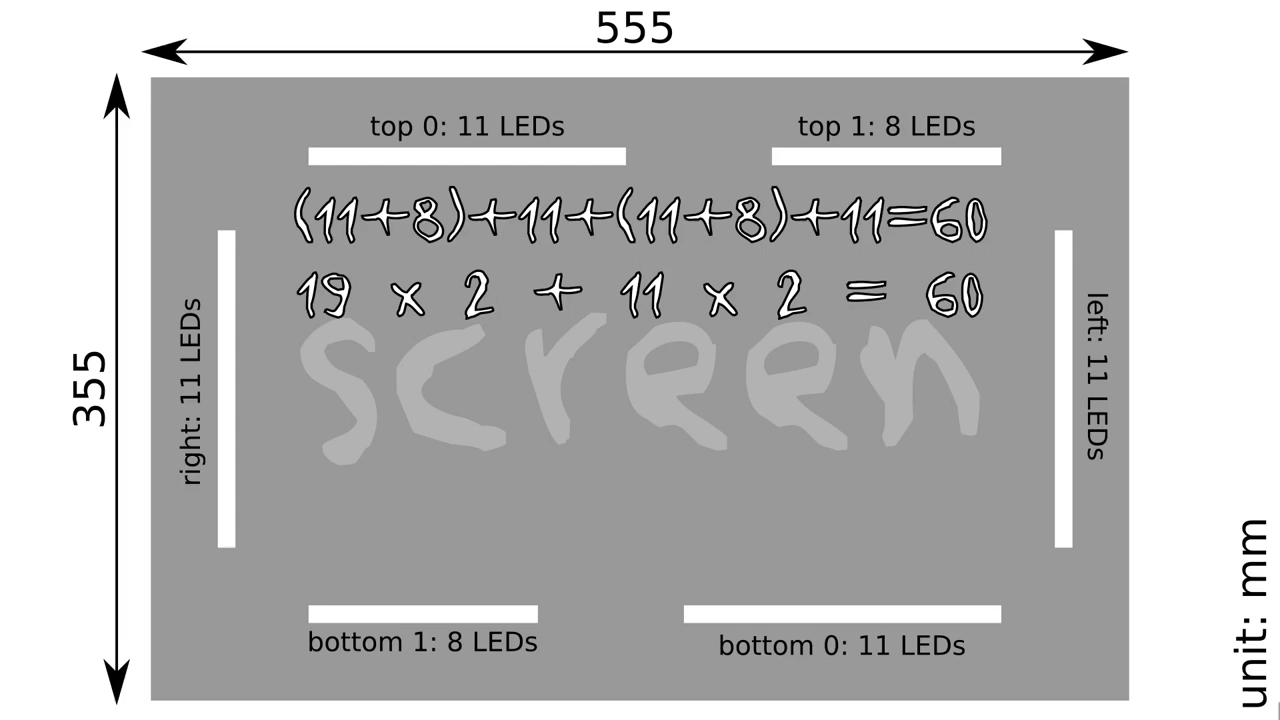 555
top 0: 11 LEDs
top 1: 8 LEDs
(11+8)+11+(11+8)+11=60
19 x 2 + 11 x 2 = 60
screen
355
right: 11 LEDs
left: 11 LEDs
bottom 1: 8 LEDs
bottom 0: 11 LEDs
unit: mm